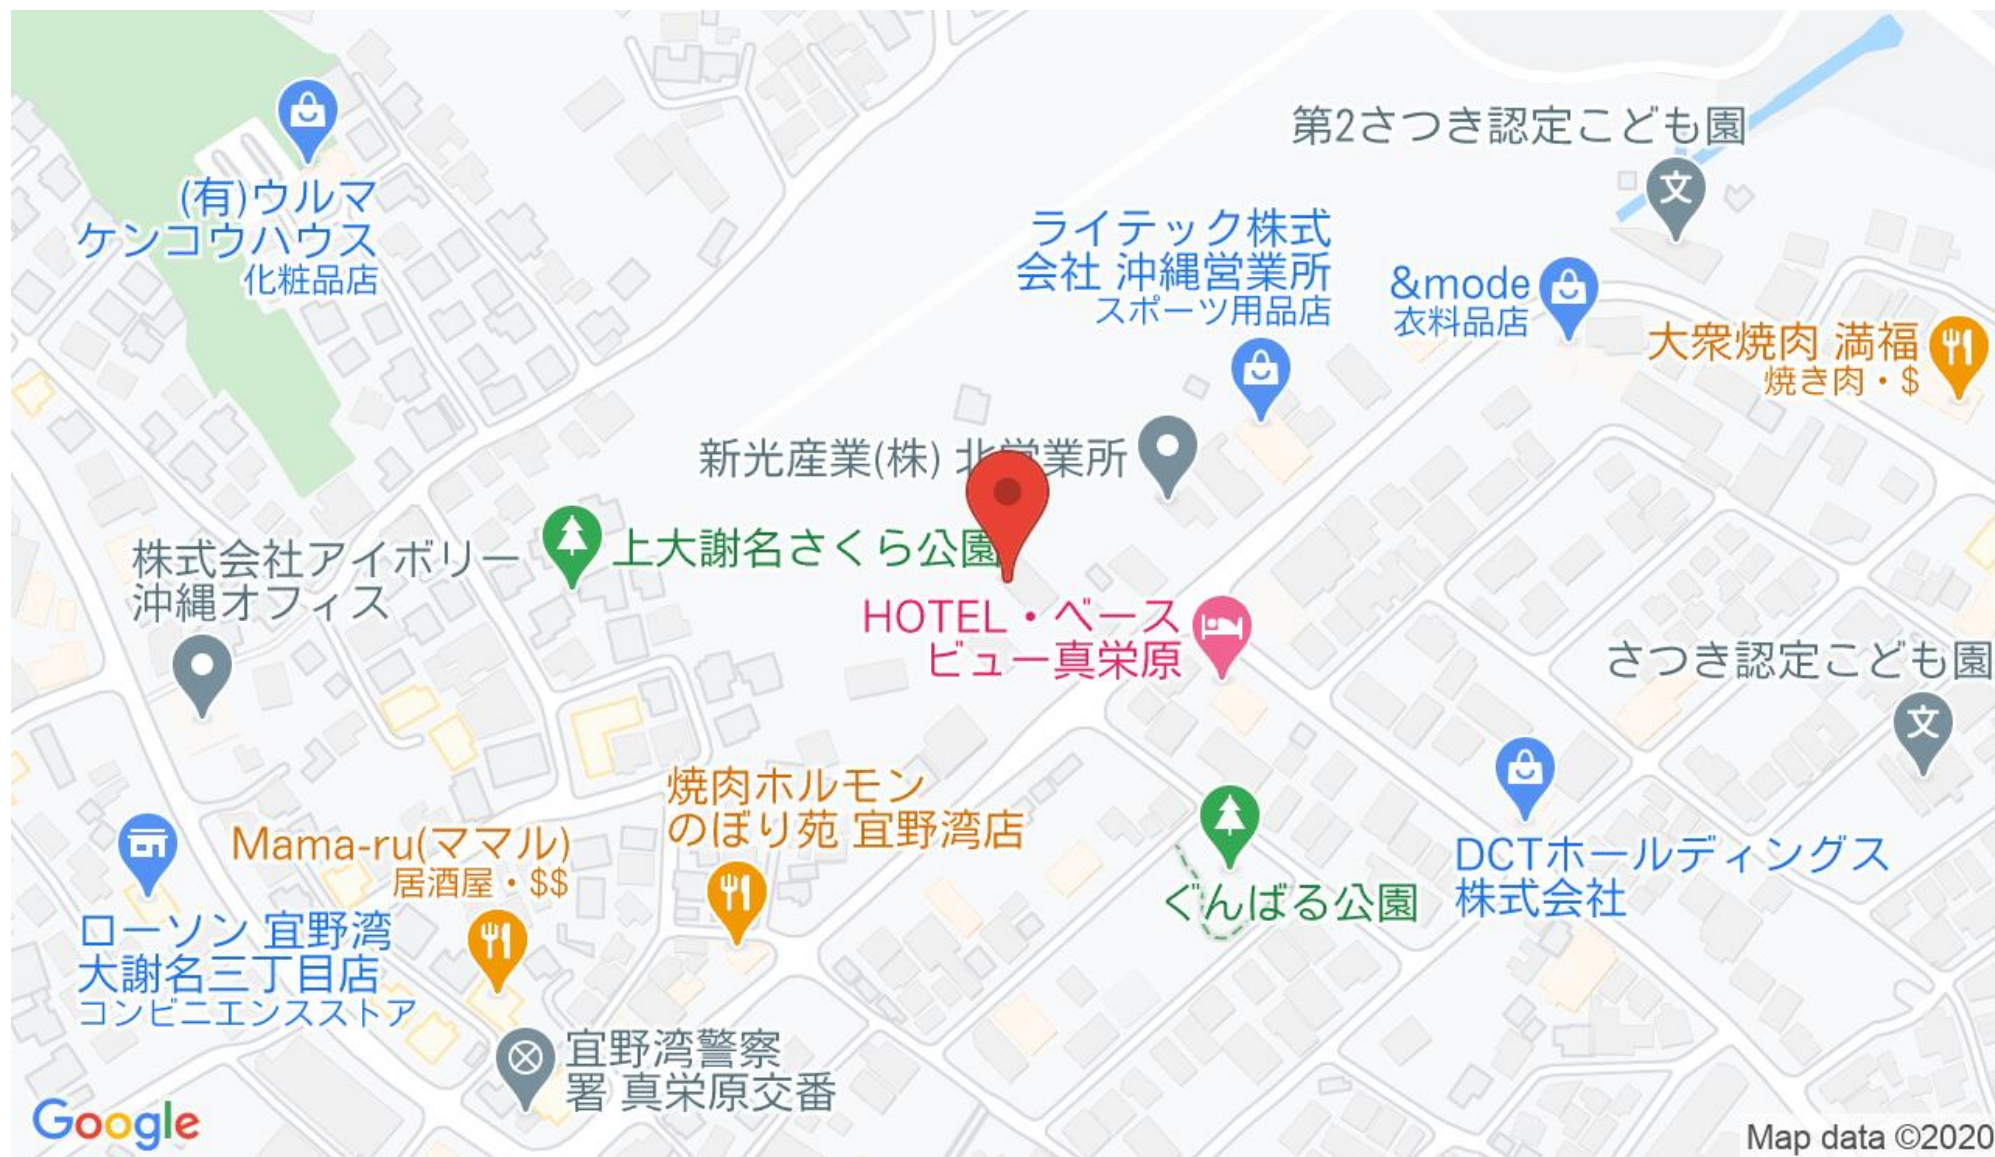 第2さつき認定こども園
(有)ウルマ
ケンコウハウス
化粧品店
ライテック株式
会社 沖縄営業所
スポーツ用品店
&mode
衣料品店
大衆焼肉 満福
焼き肉・$
新光産業(株) 北営業所
上大謝名さくら公園
株式会社アイボリー
沖縄オフィス
HOTEL・ベース
ビュー真栄原
さつき認定こども園
焼肉ホルモン
のぼり苑 宜野湾店
Mama-ru(ママル)
居酒屋・$$
DCTホールディングス
株式会社
ぐんばる公園
ローソン 宜野湾
大謝名三丁目店
コンビニエンスストア
宜野湾警察
署 真栄原交番
Google
Map data ©2020